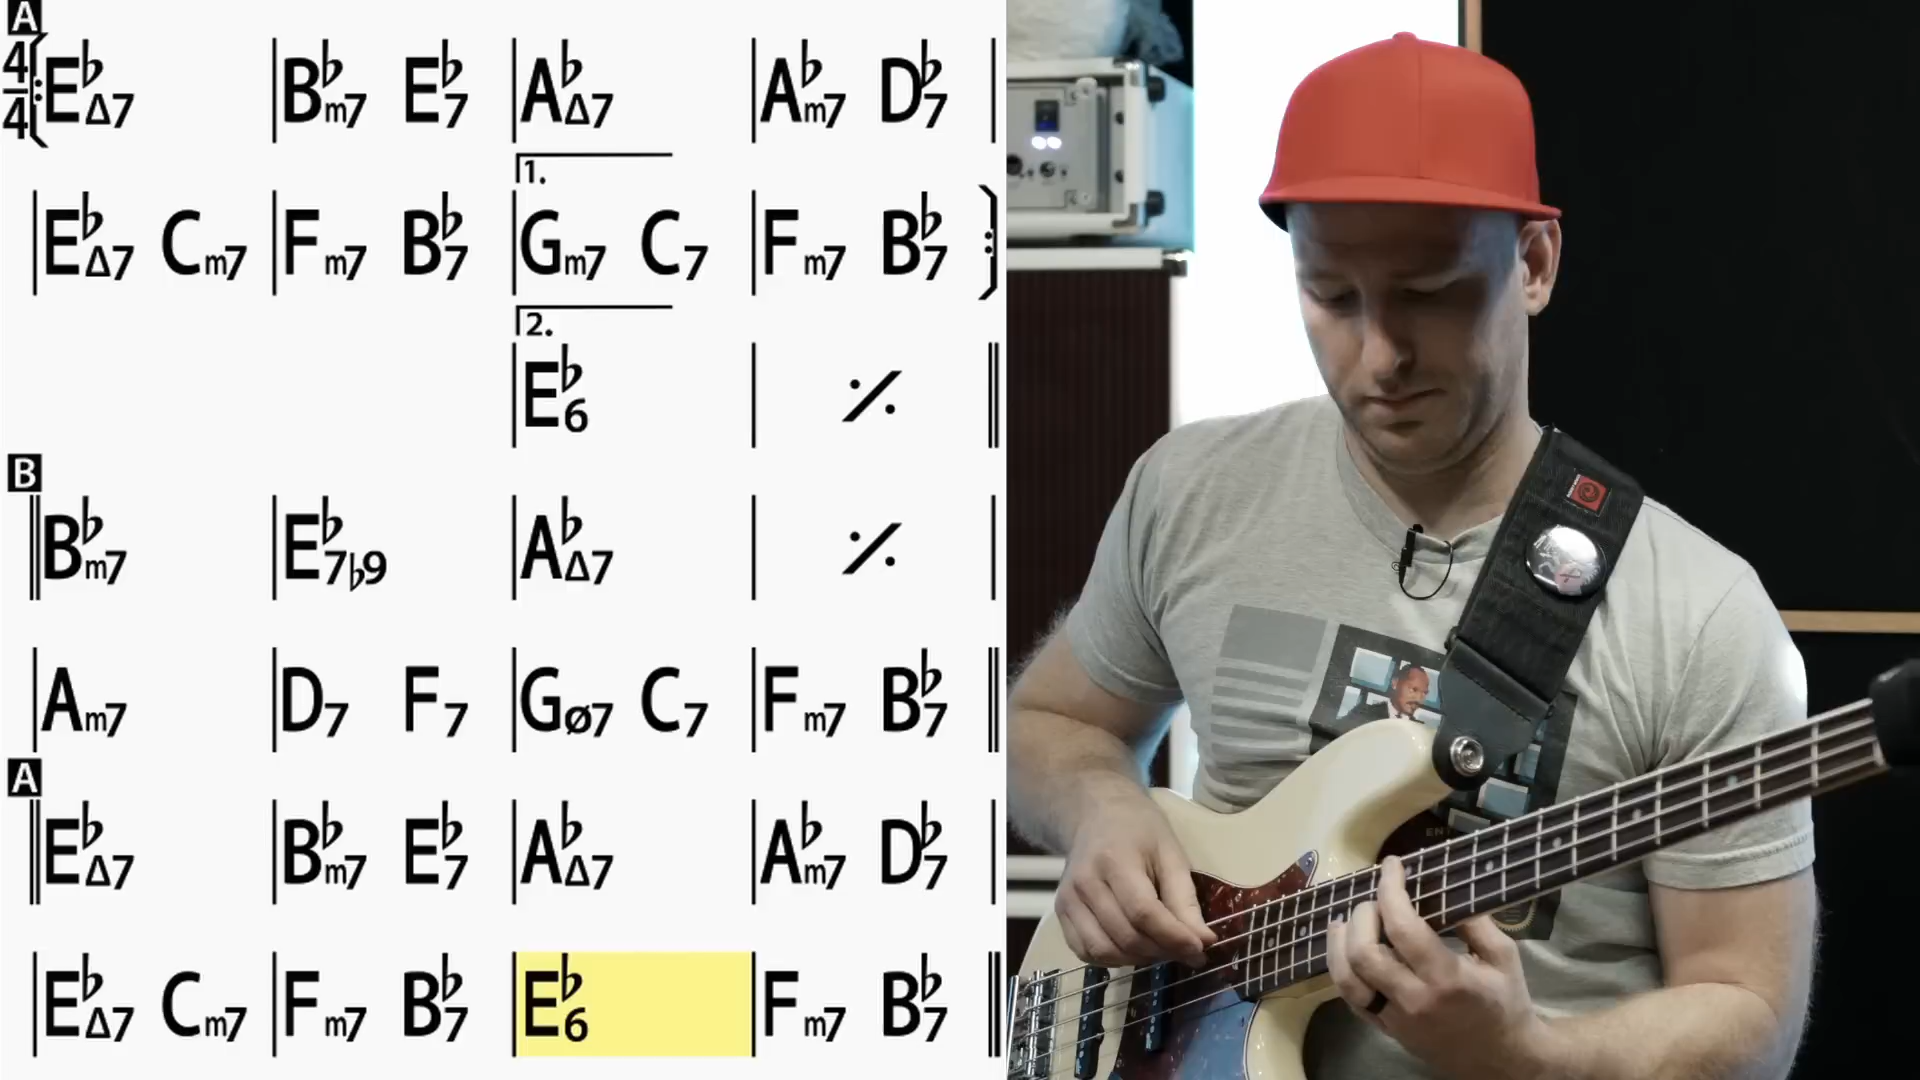 A
4/4 E♭Δ7 B♭m7 E♭7 A♭Δ7 A♭m7 D♭7
1.
E♭Δ7 Cm7 Fm7 B♭7 Gm7 C7 Fm7 B♭7
2.
E♭6 𝄎
B
B♭m7 E♭7♭9 A♭Δ7 𝄎
Am7 D7 F7 Gø7 C7 Fm7 B♭7
A
E♭Δ7 B♭m7 E♭7 A♭Δ7 A♭m7 D♭7
E♭Δ7 Cm7 Fm7 B♭7 E♭6 Fm7 B♭7